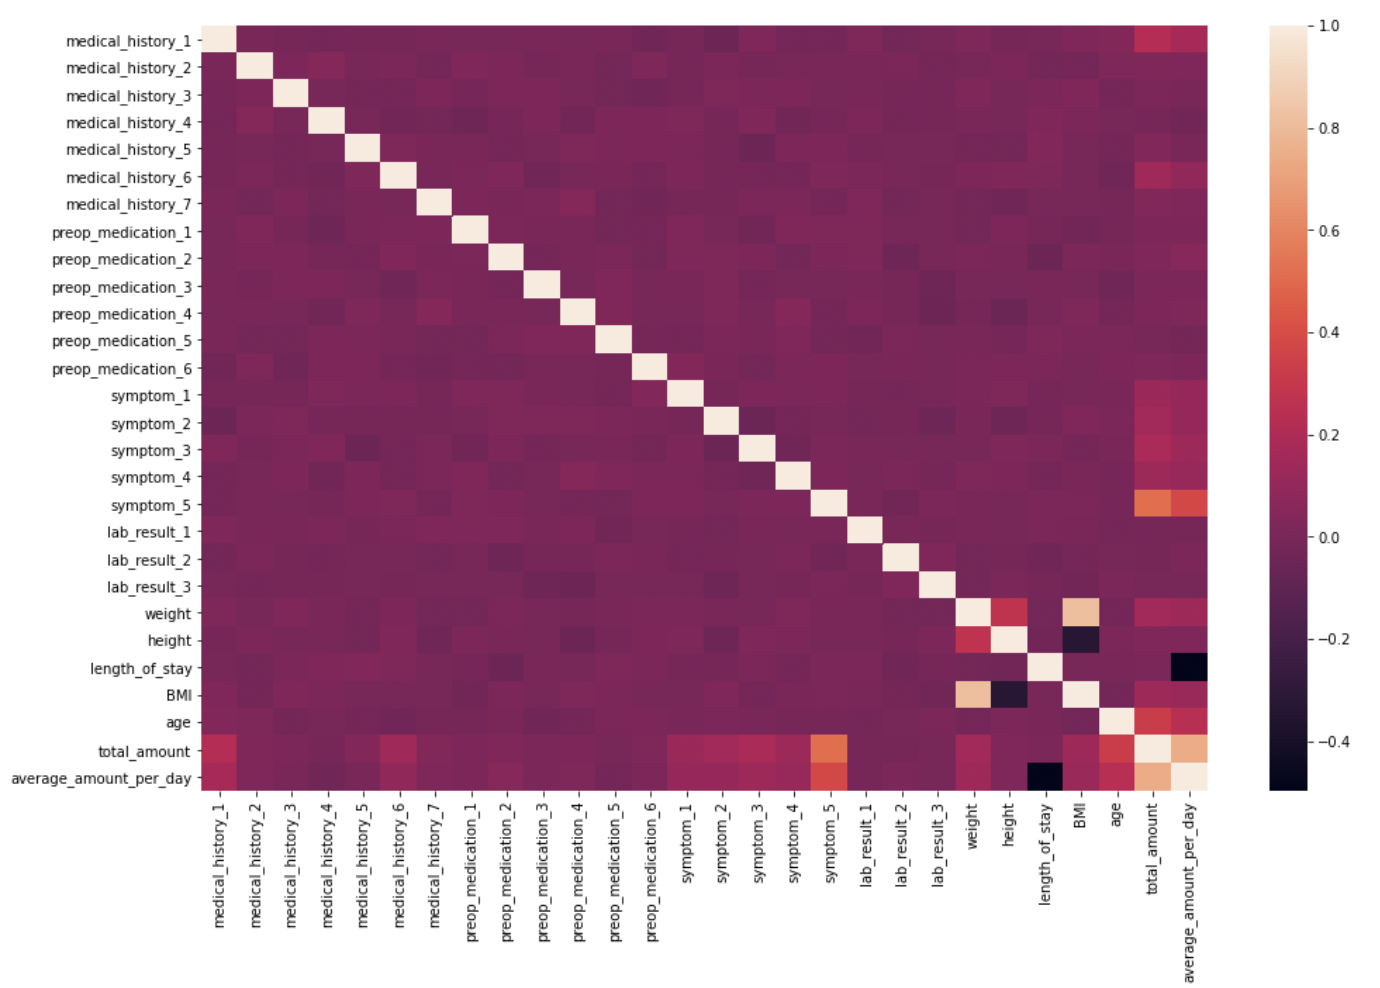 medical_history_1
medical_history_2
medical_history_3
medical_history_4
medical_history_5
medical_history_6
medical_history_7
preop_medication_1
preop_medication_2
preop_medication_3
preop_medication_4
preop_medication_5
preop_medication_6
symptom_1
symptom_2
symptom_3
symptom_4
symptom_5
lab_result_1
lab_result_2
lab_result_3
weight
height
length_of_stay
BMI
age
total_amount
average_amount_per_day
medical_history_1
medical_history_2
medical_history_3
medical_history_4
medical_history_5
medical_history_6
medical_history_7
preop_medication_1
preop_medication_2
preop_medication_3
preop_medication_4
preop_medication_5
preop_medication_6
symptom_1
symptom_2
symptom_3
symptom_4
symptom_5
lab_result_1
lab_result_2
lab_result_3
weight
height
length_of_stay
BMI
age
total_amount
average_amount_per_day
1.0
0.8
0.6
0.4
0.2
0.0
−0.2
−0.4